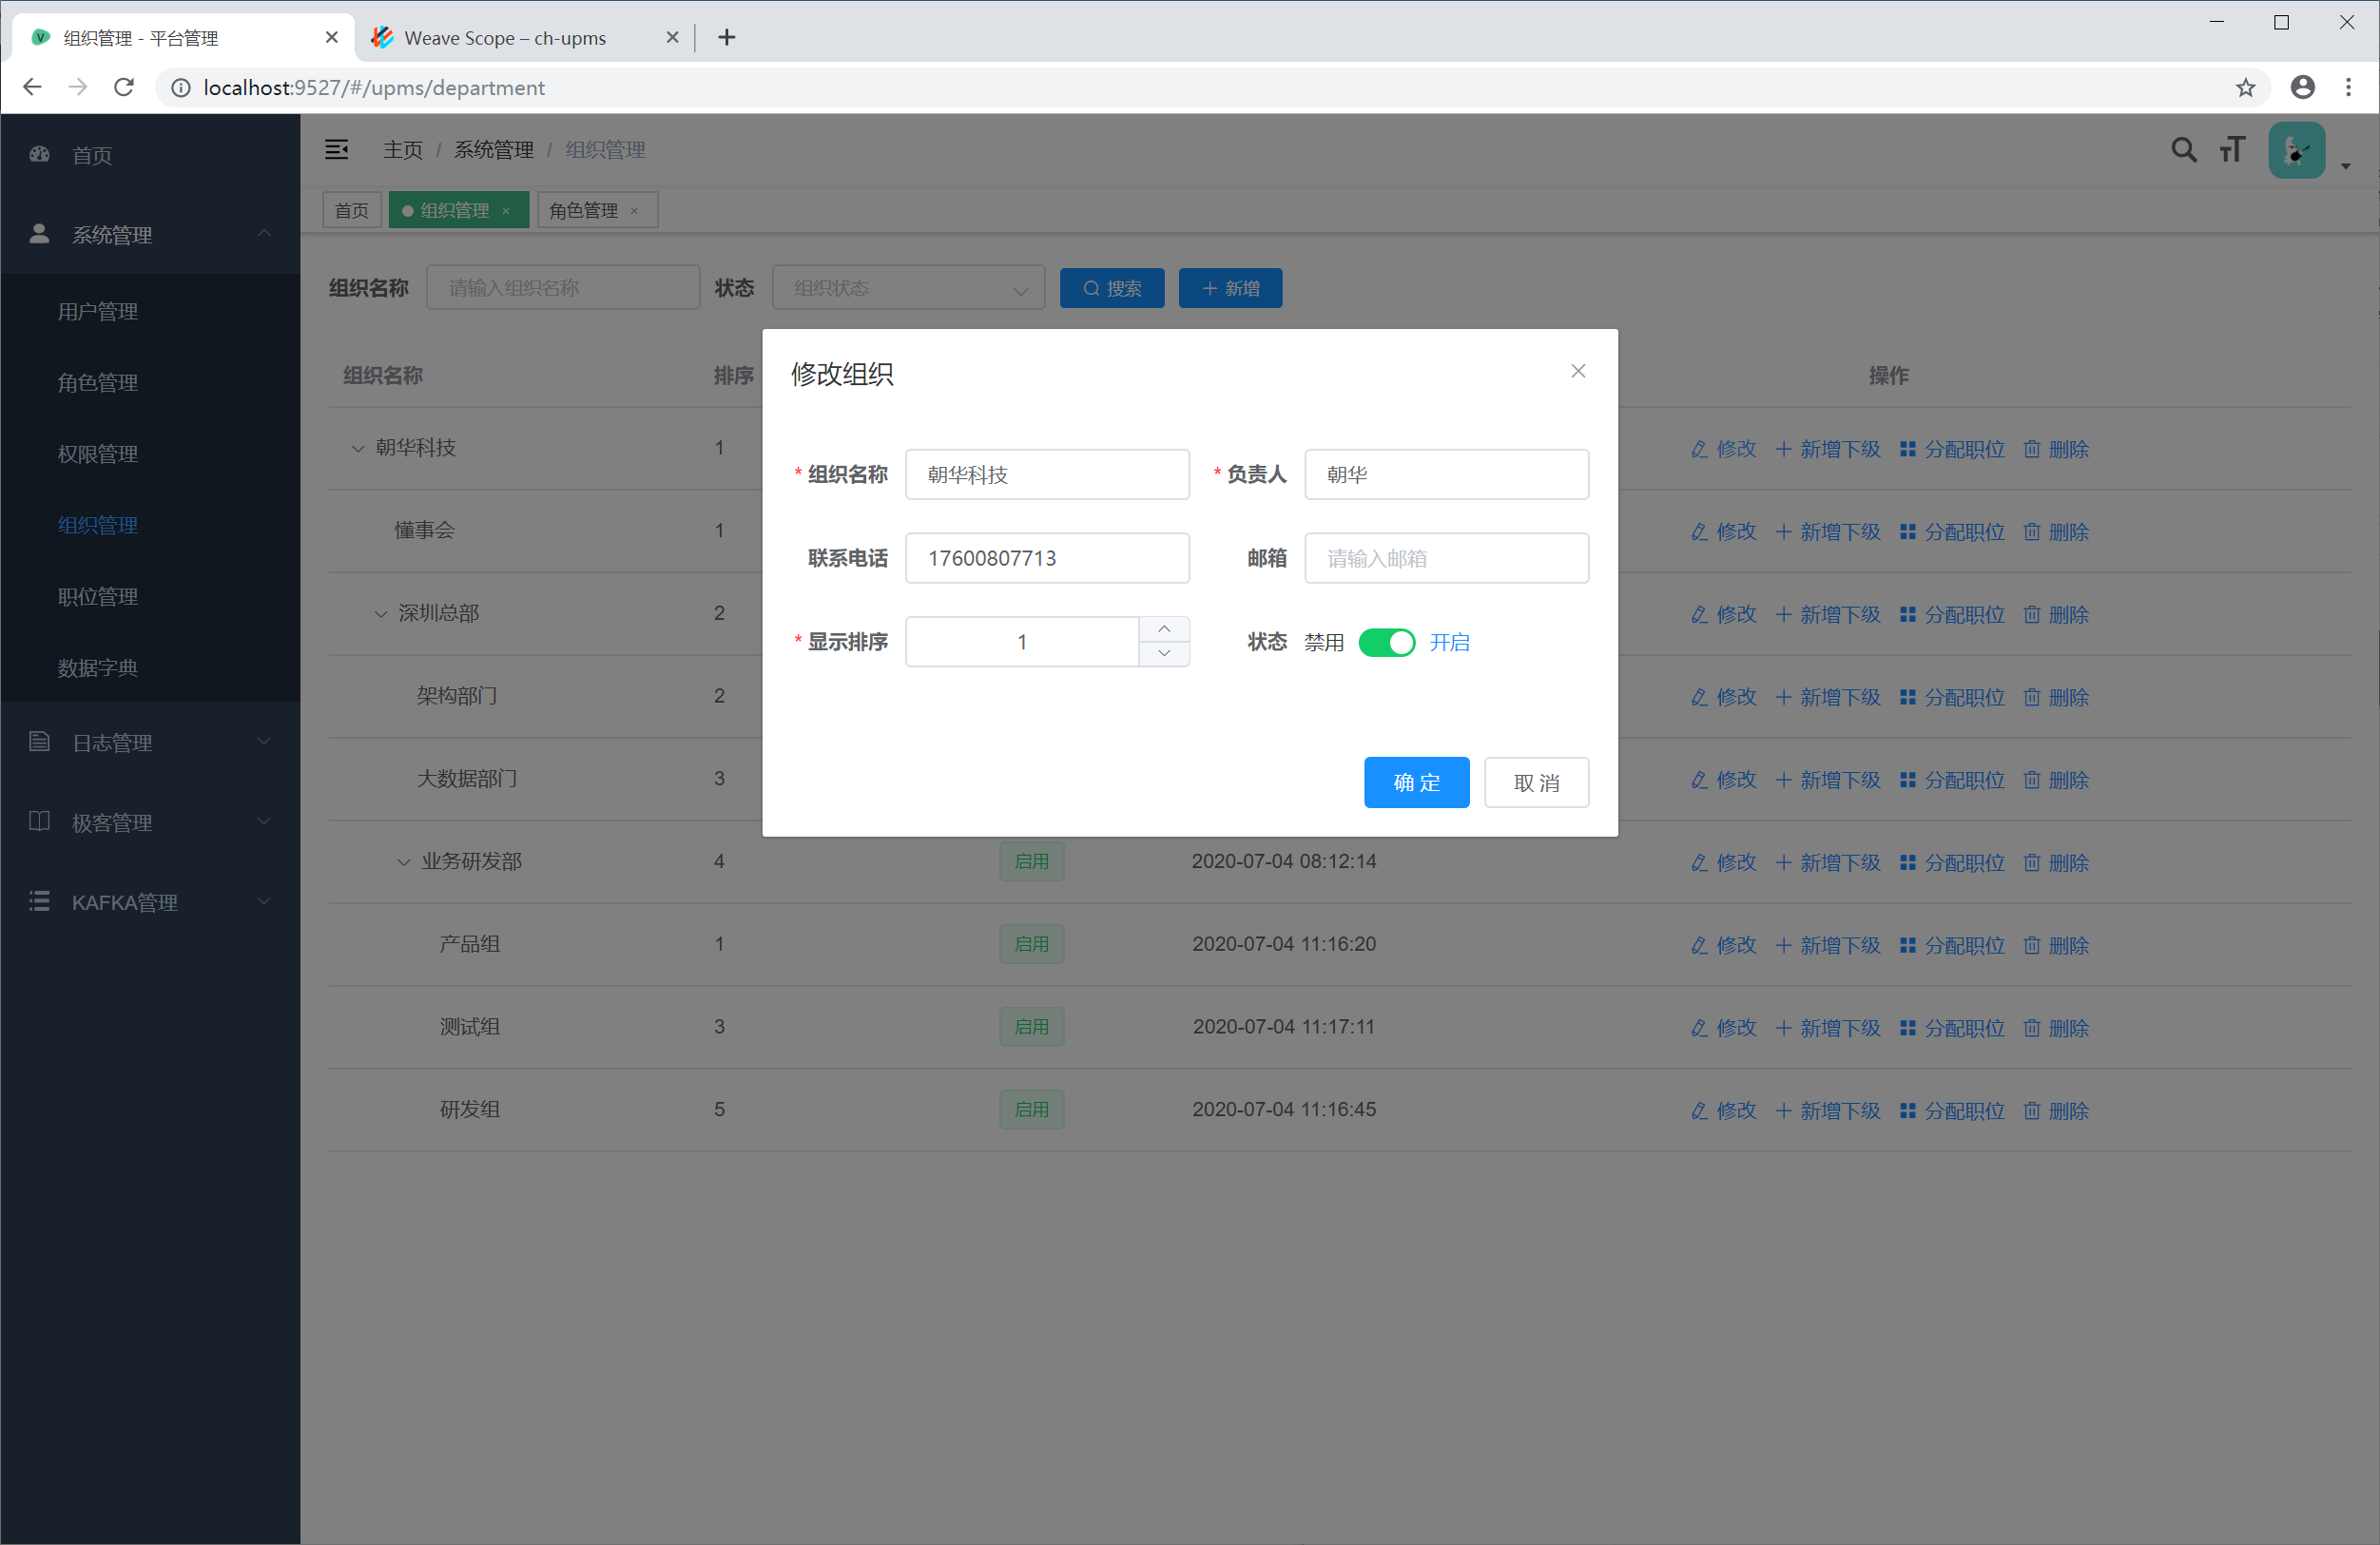 组织管理 - 平台管理
Weave Scope – ch-upms
localhost:9527/#/upms/department
首页
系统管理
用户管理
角色管理
权限管理
组织管理
职位管理
数据字典
日志管理
极客管理
KAFKA管理
主页 / 系统管理 / 组织管理
首页 组织管理 × 角色管理 ×
组织名称 请输入组织名称 状态 组织状态 搜索 新增
组织名称 排序 操作
朝华科技 1 修改 新增下级 分配职位 删除
懂事会 1 修改 新增下级 分配职位 删除
深圳总部 2 修改 新增下级 分配职位 删除
架构部门 2 修改 新增下级 分配职位 删除
大数据部门 3 修改 新增下级 分配职位 删除
业务研发部 4 启用 2020-07-04 08:12:14 修改 新增下级 分配职位 删除
产品组 1 启用 2020-07-04 11:16:20 修改 新增下级 分配职位 删除
测试组 3 启用 2020-07-04 11:17:11 修改 新增下级 分配职位 删除
研发组 5 启用 2020-07-04 11:16:45 修改 新增下级 分配职位 删除
修改组织
* 组织名称 朝华科技 * 负责人 朝华
联系电话 17600807713 邮箱 请输入邮箱
* 显示排序 1 状态 禁用 开启
确 定 取 消